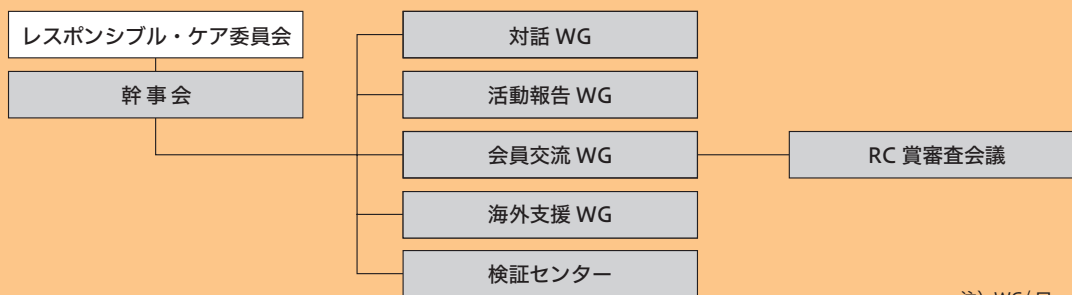 レスポンシブル・ケア委員会
幹事会
対話 WG
活動報告 WG
会員交流 WG
RC 賞審査会議
海外支援 WG
検証センター